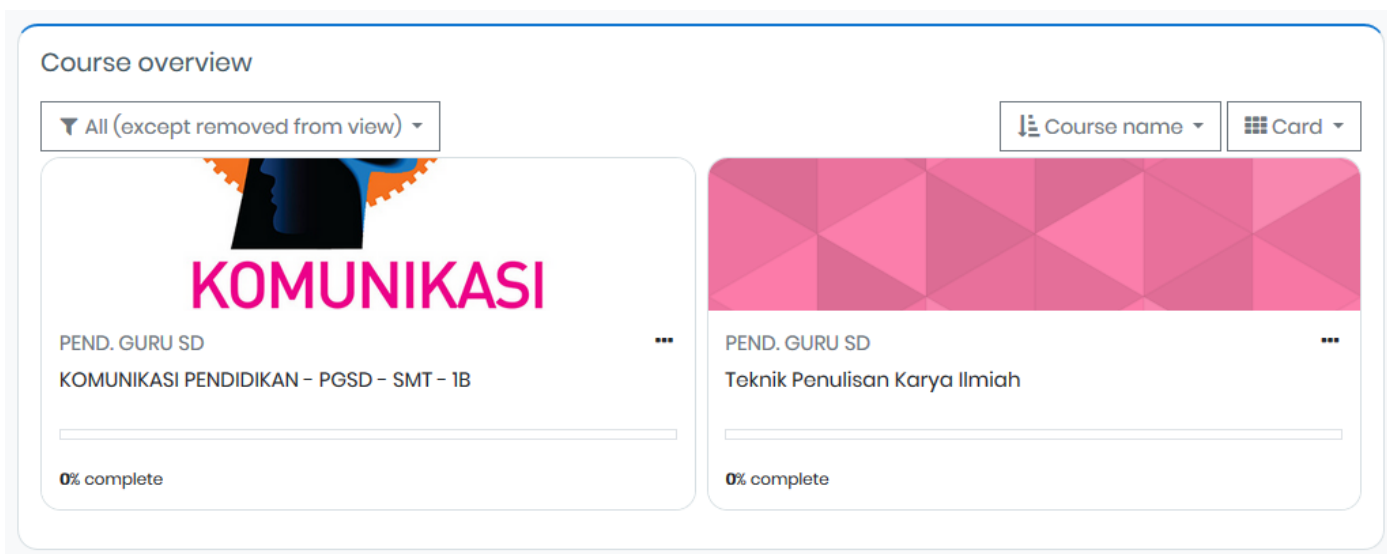 Course overview
All (except removed from view)
Course name
Card
KOMUNIKASI
PEND. GURU SD
KOMUNIKASI PENDIDIKAN - PGSD - SMT - 1B
0% complete
PEND. GURU SD
Teknik Penulisan Karya Ilmiah
0% complete